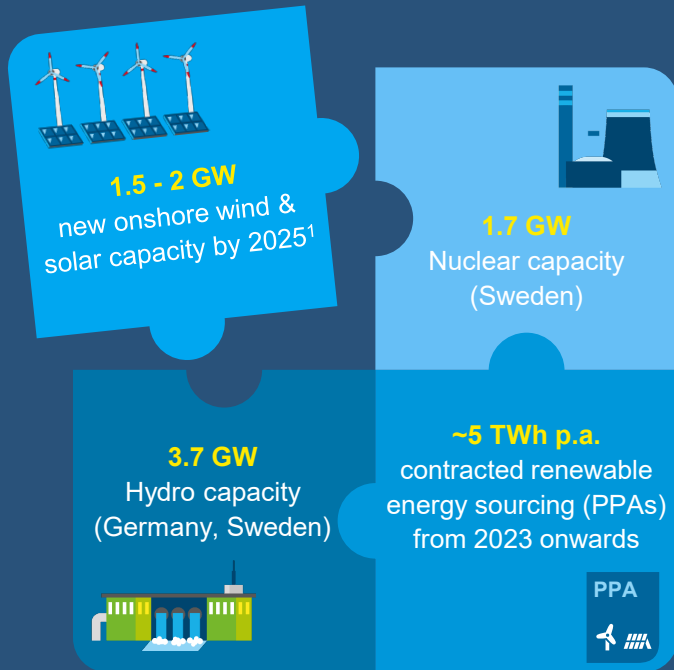 1.5 - 2 GW
new onshore wind &
solar capacity by 2025¹
1.7 GW
Nuclear capacity
(Sweden)
3.7 GW
Hydro capacity
(Germany, Sweden)
~5 TWh p.a.
contracted renewable
energy sourcing (PPAs)
from 2023 onwards
PPA